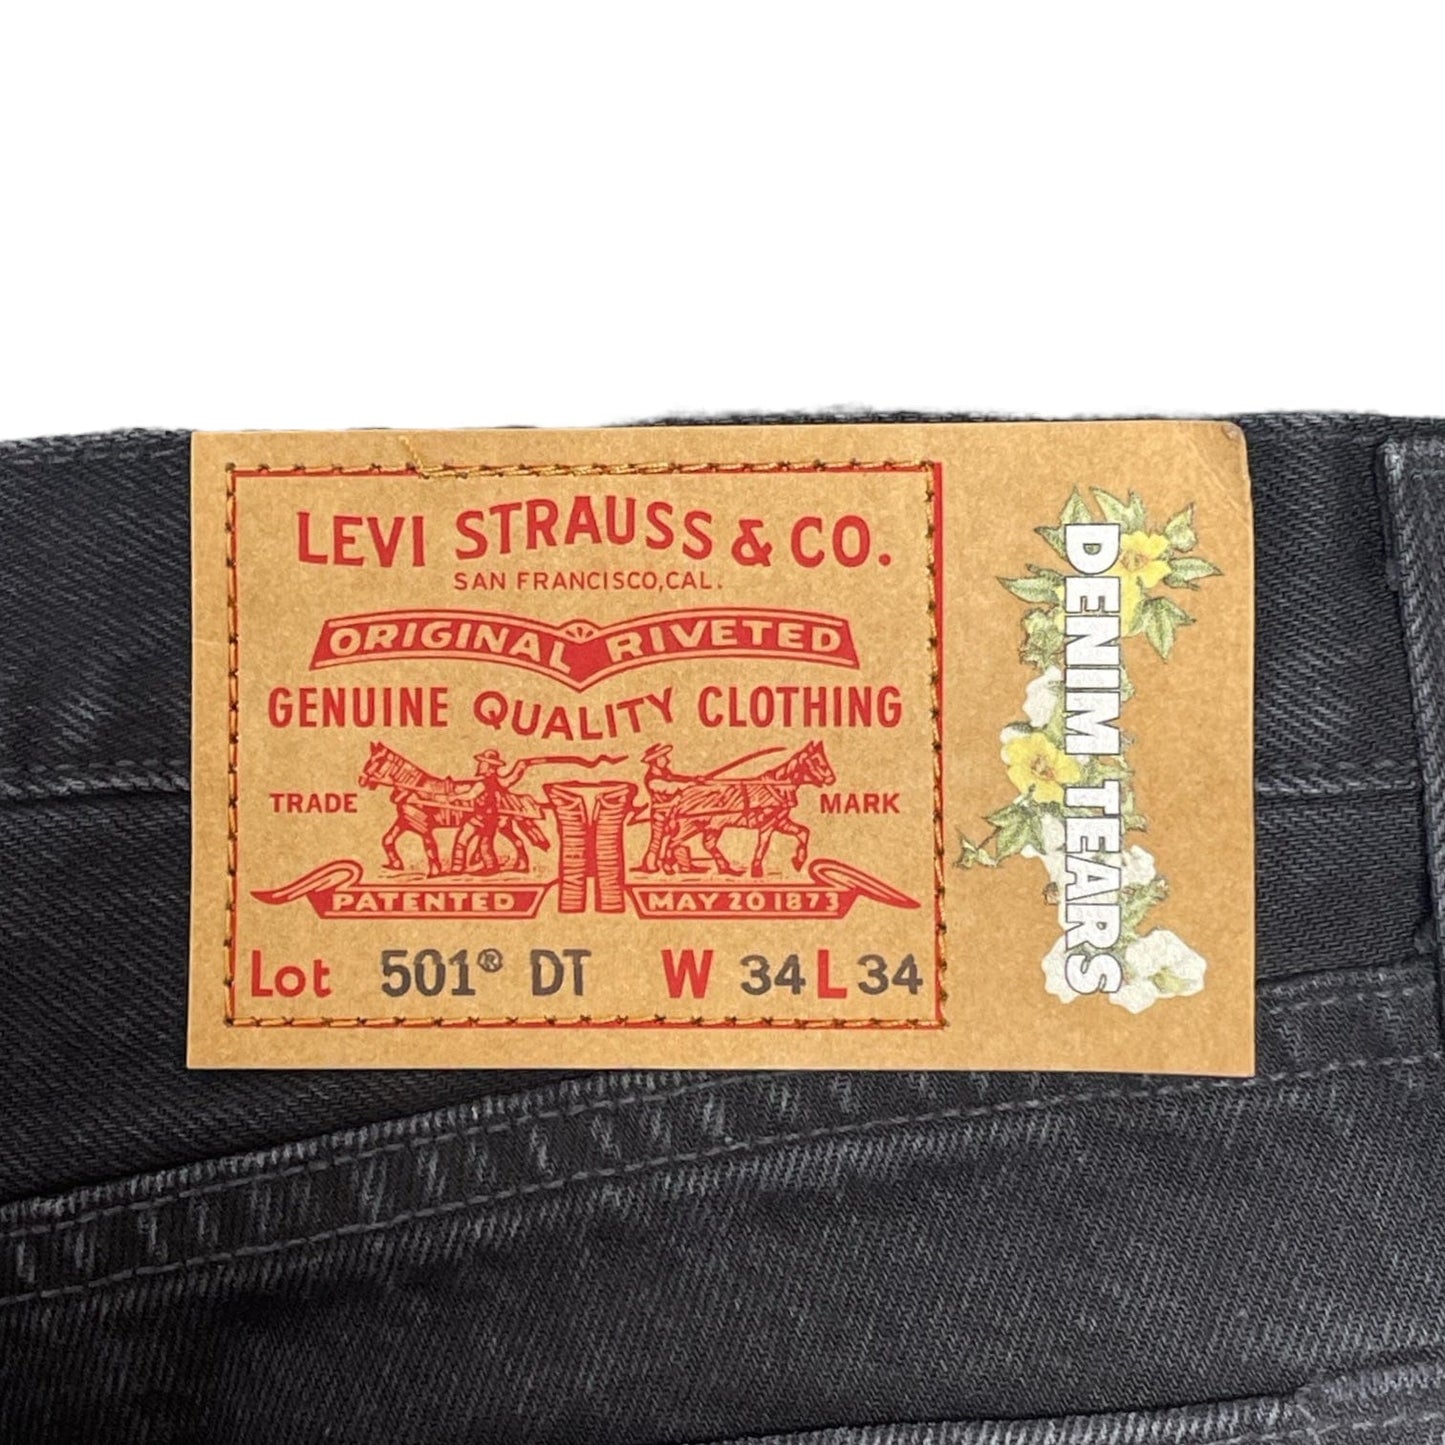 LEVI STRAUSS & CO.
SAN FRANCISCO, CAL.
ORIGINAL RIVETED
GENUINE QUALITY CLOTHING
TRADE MARK
PATENTED MAY 20 1873
Lot 501® DT W 34 L 34
DENIM TEARS